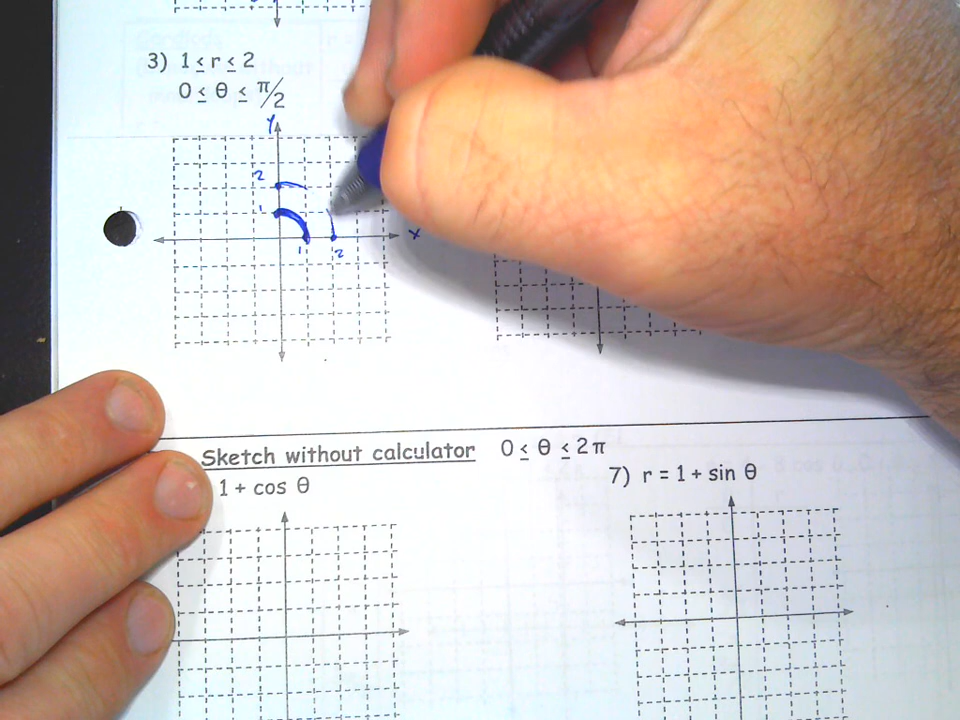 3) 1 ≤ r ≤ 2
0 ≤ θ ≤ π/2
y
2
1
x
1
2
Sketch without calculator 0 ≤ θ ≤ 2π
1 + cos θ
7) r = 1 + sin θ